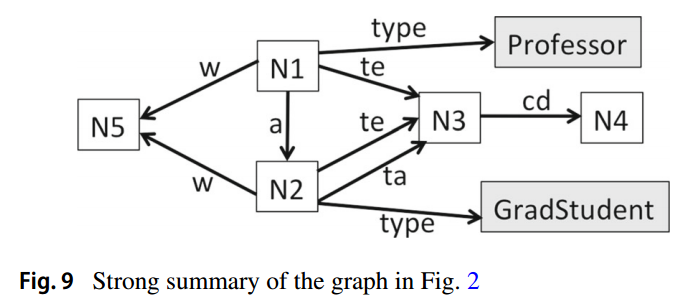 type
Professor
w
N1
te
cd
N5
a
te
N3
N4
w
N2
ta
type
GradStudent
Fig. 9 Strong summary of the graph in Fig. 2